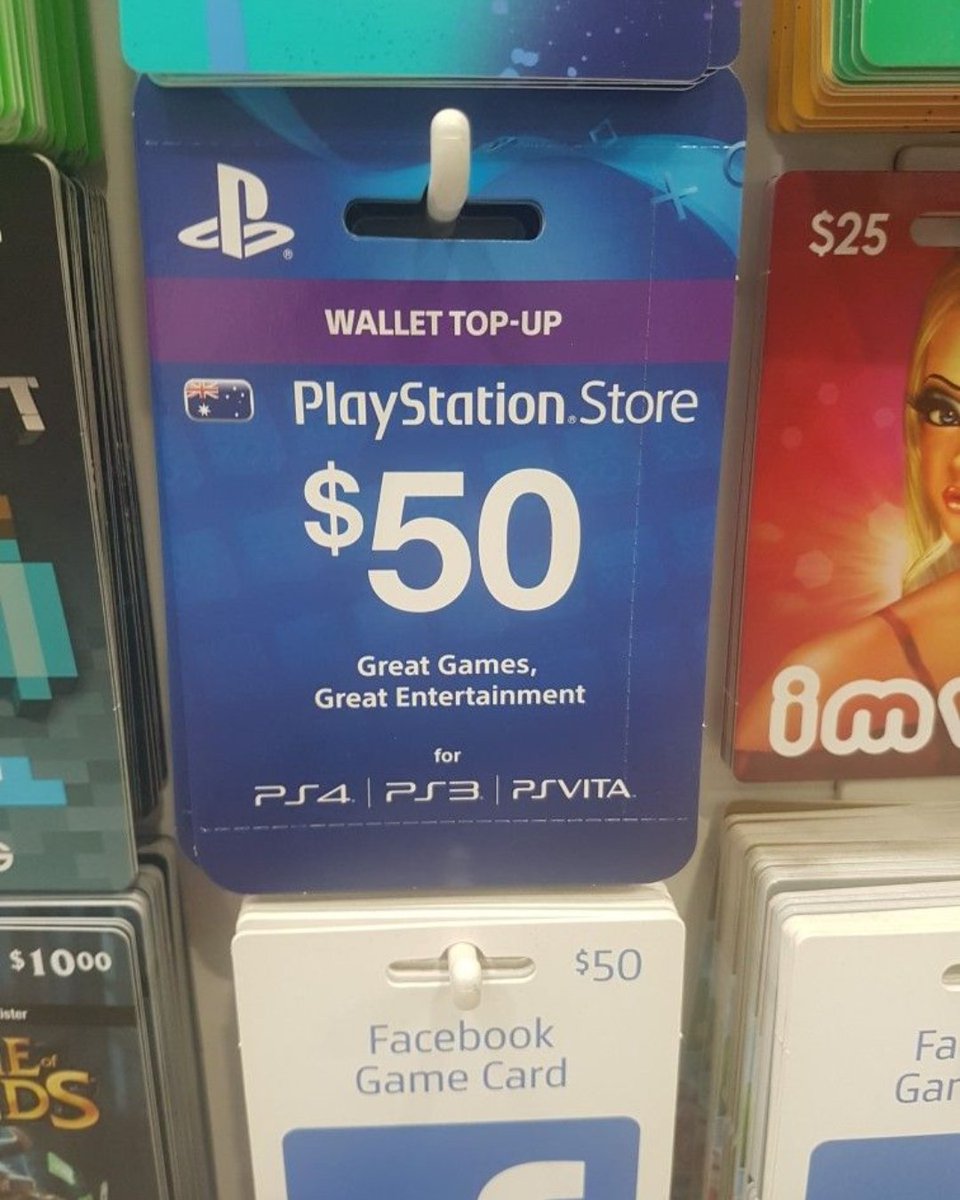 $25
WALLET TOP-UP
PlayStation®Store
$50
Great Games,
Great Entertainment
for
PS4 | PS3 | PSVITA
$50
Facebook
Game Card
$10⁰⁰